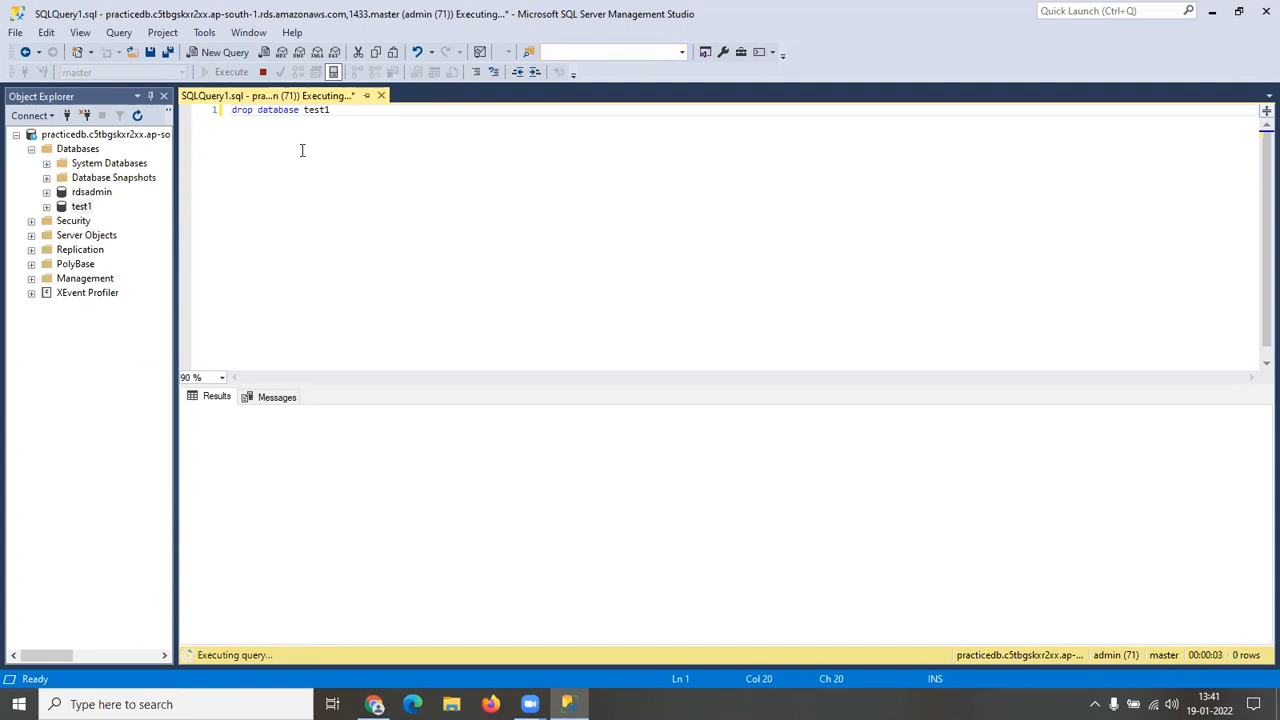 SQLQuery1.sql - practicedb.c5tbgskxr2xx.ap-south-1.rds.amazonaws.com,1433.master (admin (71)) Executing...* - Microsoft SQL Server Management Studio
Quick Launch (Ctrl+Q)
File Edit View Query Project Tools Window Help
New Query
MDX DMX XMLA DAX
master
Execute
Object Explorer
SQLQuery1.sql - pra...n (71)) Executing...*
Connect
1 drop database test1
practicedb.c5tbgskxr2xx.ap-so
Databases
System Databases
Database Snapshots
rdsadmin
test1
Security
Server Objects
Replication
PolyBase
Management
XEvent Profiler
90 %
Results
Messages
Executing query...
practicedb.c5tbgskxr2xx.ap-...
admin (71)
master
00:00:03
0 rows
Ready
Ln 1
Col 20
Ch 20
INS
Type here to search
13:41
19-01-2022